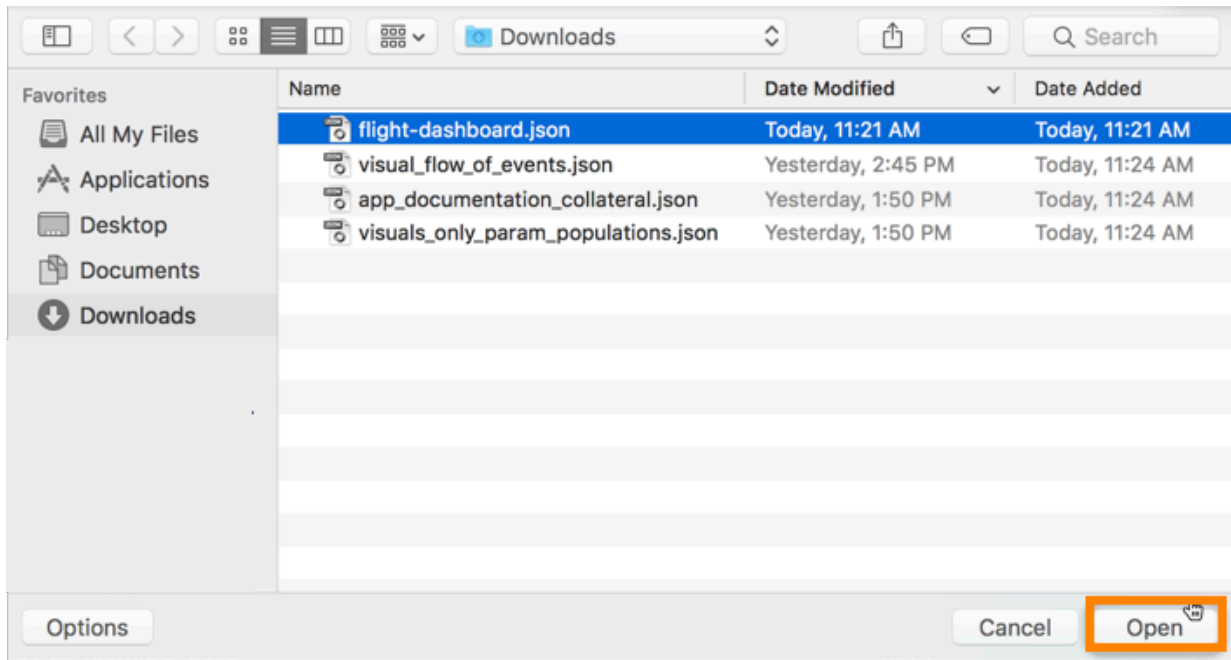 Downloads
Search
Favorites
Name Date Modified Date Added
All My Files
Applications
Desktop
Documents
Downloads
flight-dashboard.json Today, 11:21 AM Today, 11:21 AM
visual_flow_of_events.json Yesterday, 2:45 PM Today, 11:24 AM
app_documentation_collateral.json Yesterday, 1:50 PM Today, 11:24 AM
visuals_only_param_populations.json Yesterday, 1:50 PM Today, 11:24 AM
Options
Cancel
Open